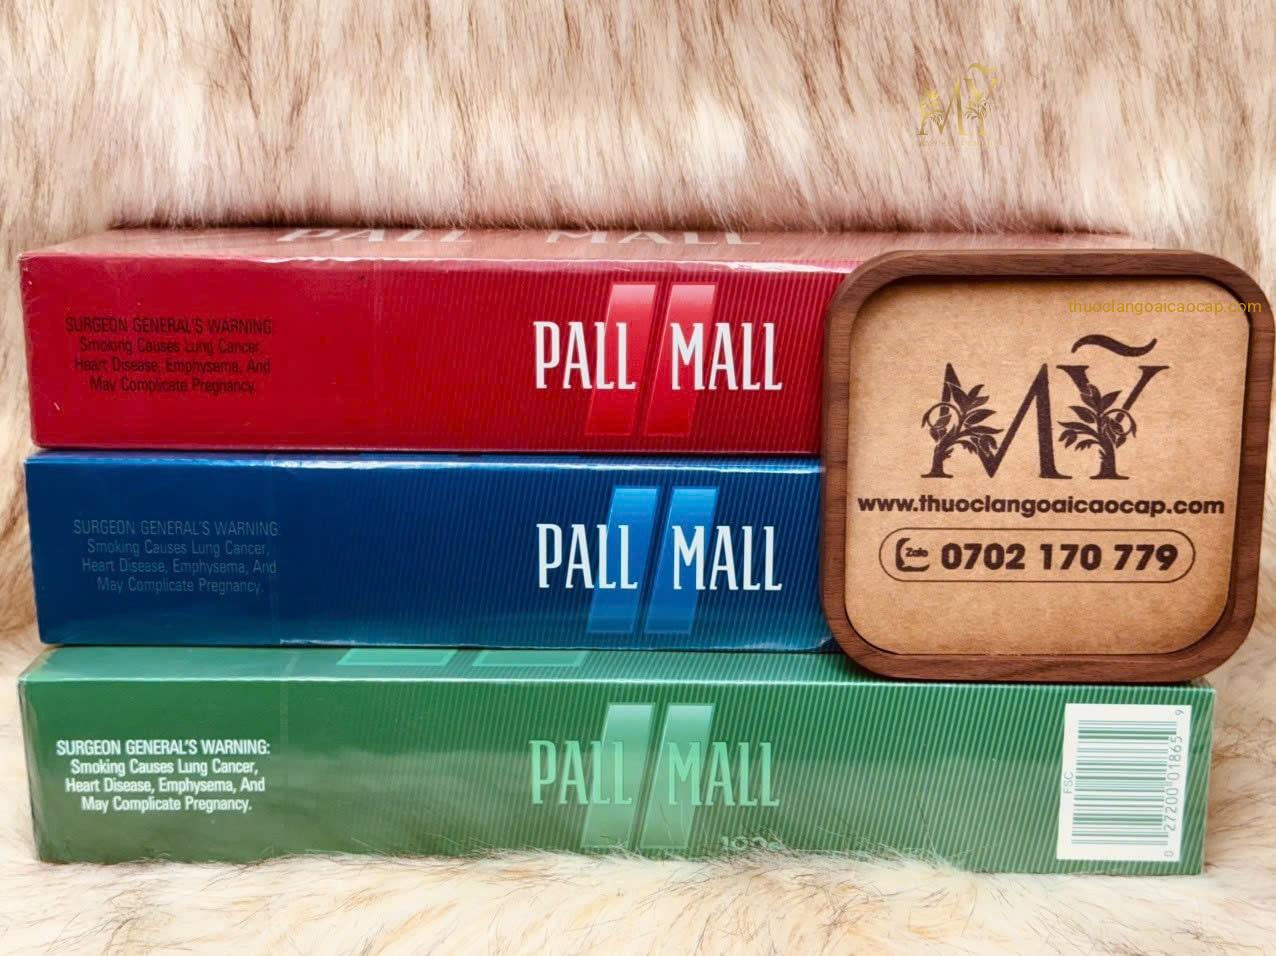 MỸ
PALL MALL
SURGEON GENERAL'S WARNING:
Smoking Causes Lung Cancer,
Heart Disease, Emphysema, And
May Complicate Pregnancy.
PALL MALL
thuoclangoaicaocap.com
MỸ
www.thuoclangoaicaocap.com
Zalo 0702 170 779
SURGEON GENERAL'S WARNING:
Smoking Causes Lung Cancer,
Heart Disease, Emphysema, And
May Complicate Pregnancy.
PALL MALL
SURGEON GENERAL'S WARNING:
Smoking Causes Lung Cancer,
Heart Disease, Emphysema, And
May Complicate Pregnancy.
PALL MALL
100s
FSC
0 27200 01865 9